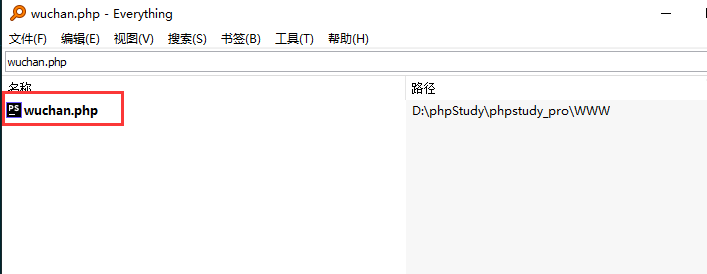 wuchan.php - Everything
文件(F) 编辑(E) 视图(V) 搜索(S) 书签(B) 工具(T) 帮助(H)
wuchan.php
名称 路径
PS wuchan.php D:\phpStudy\phpstudy_pro\WWW